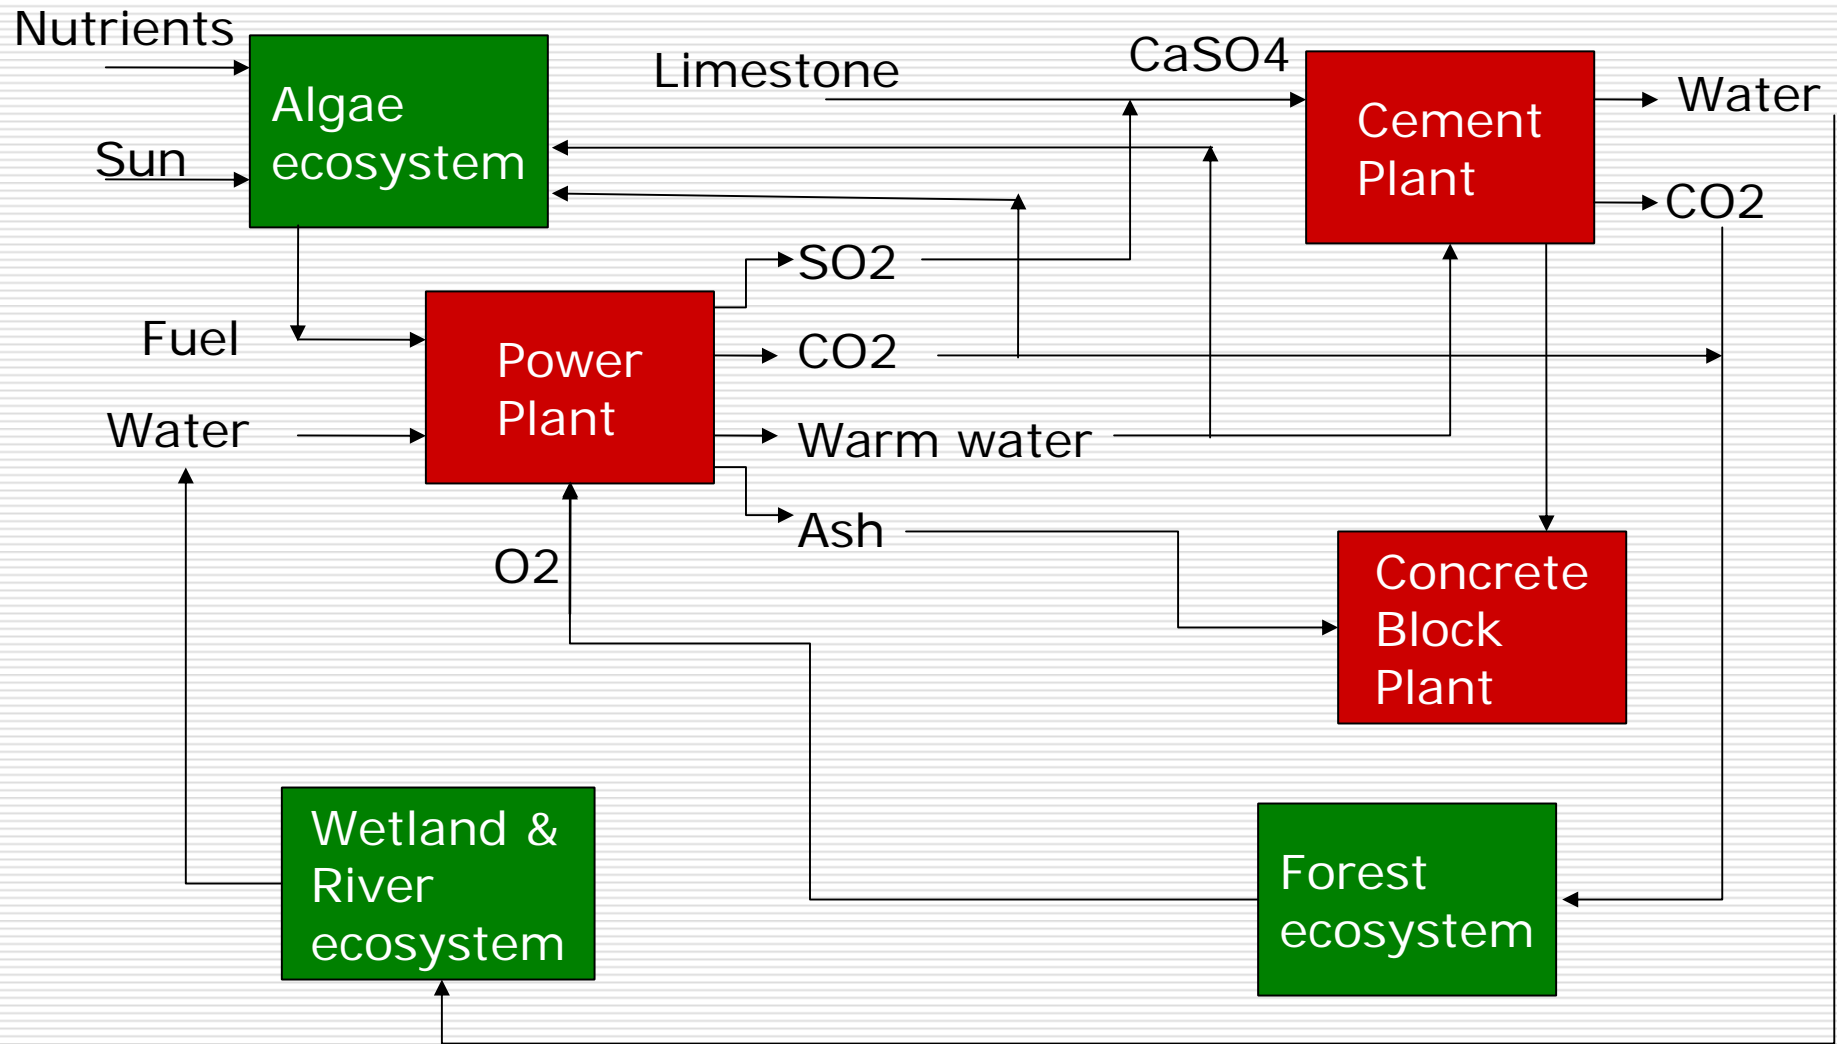 Nutrients
Algae
ecosystem
Sun
Limestone
CaSO4
Cement
Plant
Water
CO2
SO2
Fuel
Power
Plant
CO2
Water
Warm water
Ash
O2
Concrete
Block
Plant
Wetland &
River
ecosystem
Forest
ecosystem